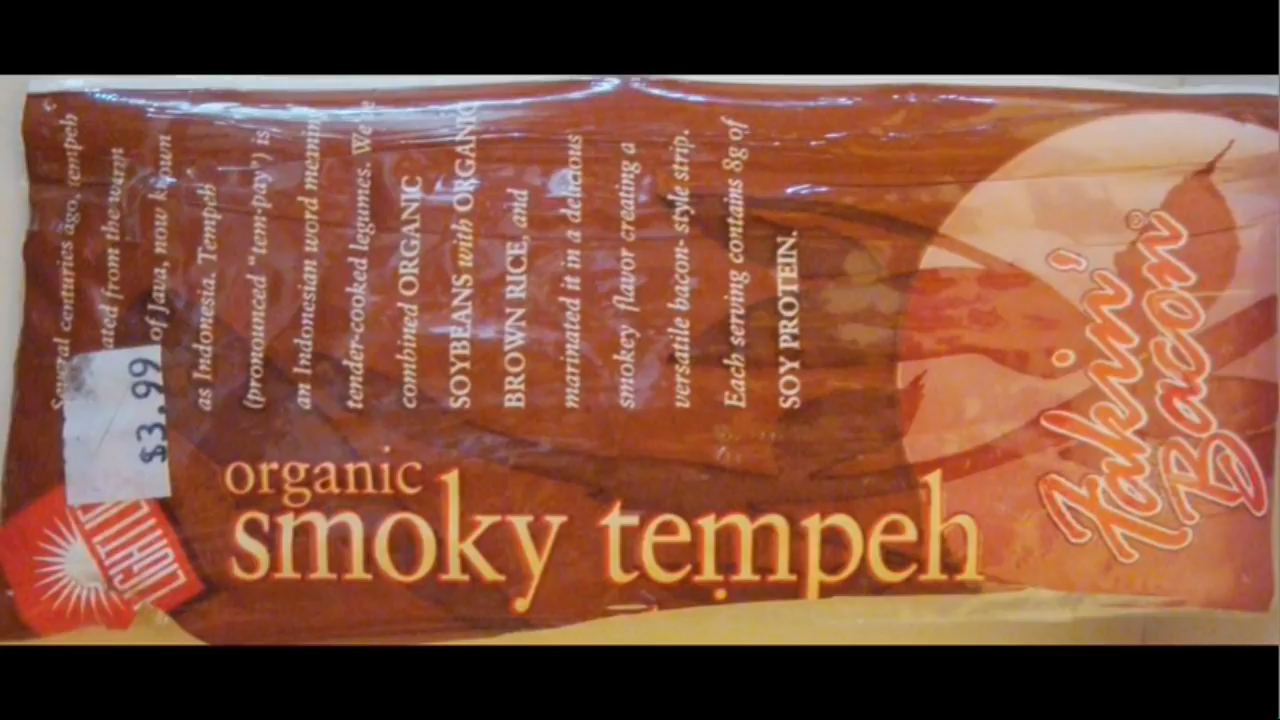 Several centuries ago, tempeh
ated from the warm
of Java, now known
as Indonesia. Tempeh
(pronounced "tem-pay") is
an Indonesian word meaning
tender-cooked legumes. We
combined ORGANIC
SOYBEANS with ORGANIC
BROWN RICE, and
marinated it in a delicious
smokey flavor creating a
versatile bacon- style strip.
Each serving contains 8g of
SOY PROTEIN.
$3.99
LIGHTLI
organic
smoky tempeh
Fakin'
Bacon®